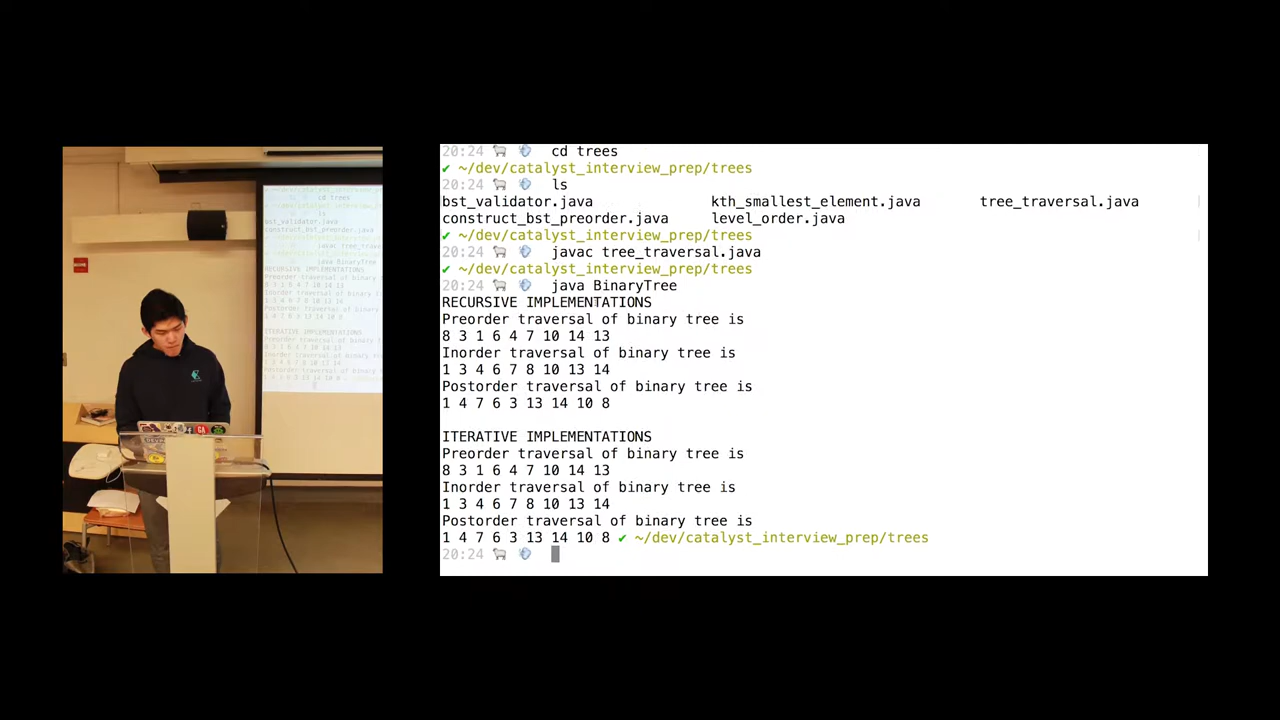 20:24 cd trees
✔ ~/dev/catalyst_interview_prep/trees
20:24 ls
bst_validator.java kth_smallest_element.java tree_traversal.java
construct_bst_preorder.java level_order.java
✔ ~/dev/catalyst_interview_prep/trees
20:24 javac tree_traversal.java
✔ ~/dev/catalyst_interview_prep/trees
20:24 java BinaryTree
RECURSIVE IMPLEMENTATIONS
Preorder traversal of binary tree is
8 3 1 6 4 7 10 14 13
Inorder traversal of binary tree is
1 3 4 6 7 8 10 13 14
Postorder traversal of binary tree is
1 4 7 6 3 13 14 10 8
ITERATIVE IMPLEMENTATIONS
Preorder traversal of binary tree is
8 3 1 6 4 7 10 14 13
Inorder traversal of binary tree is
1 3 4 6 7 8 10 13 14
Postorder traversal of binary tree is
1 4 7 6 3 13 14 10 8 ✔ ~/dev/catalyst_interview_prep/trees
20:24